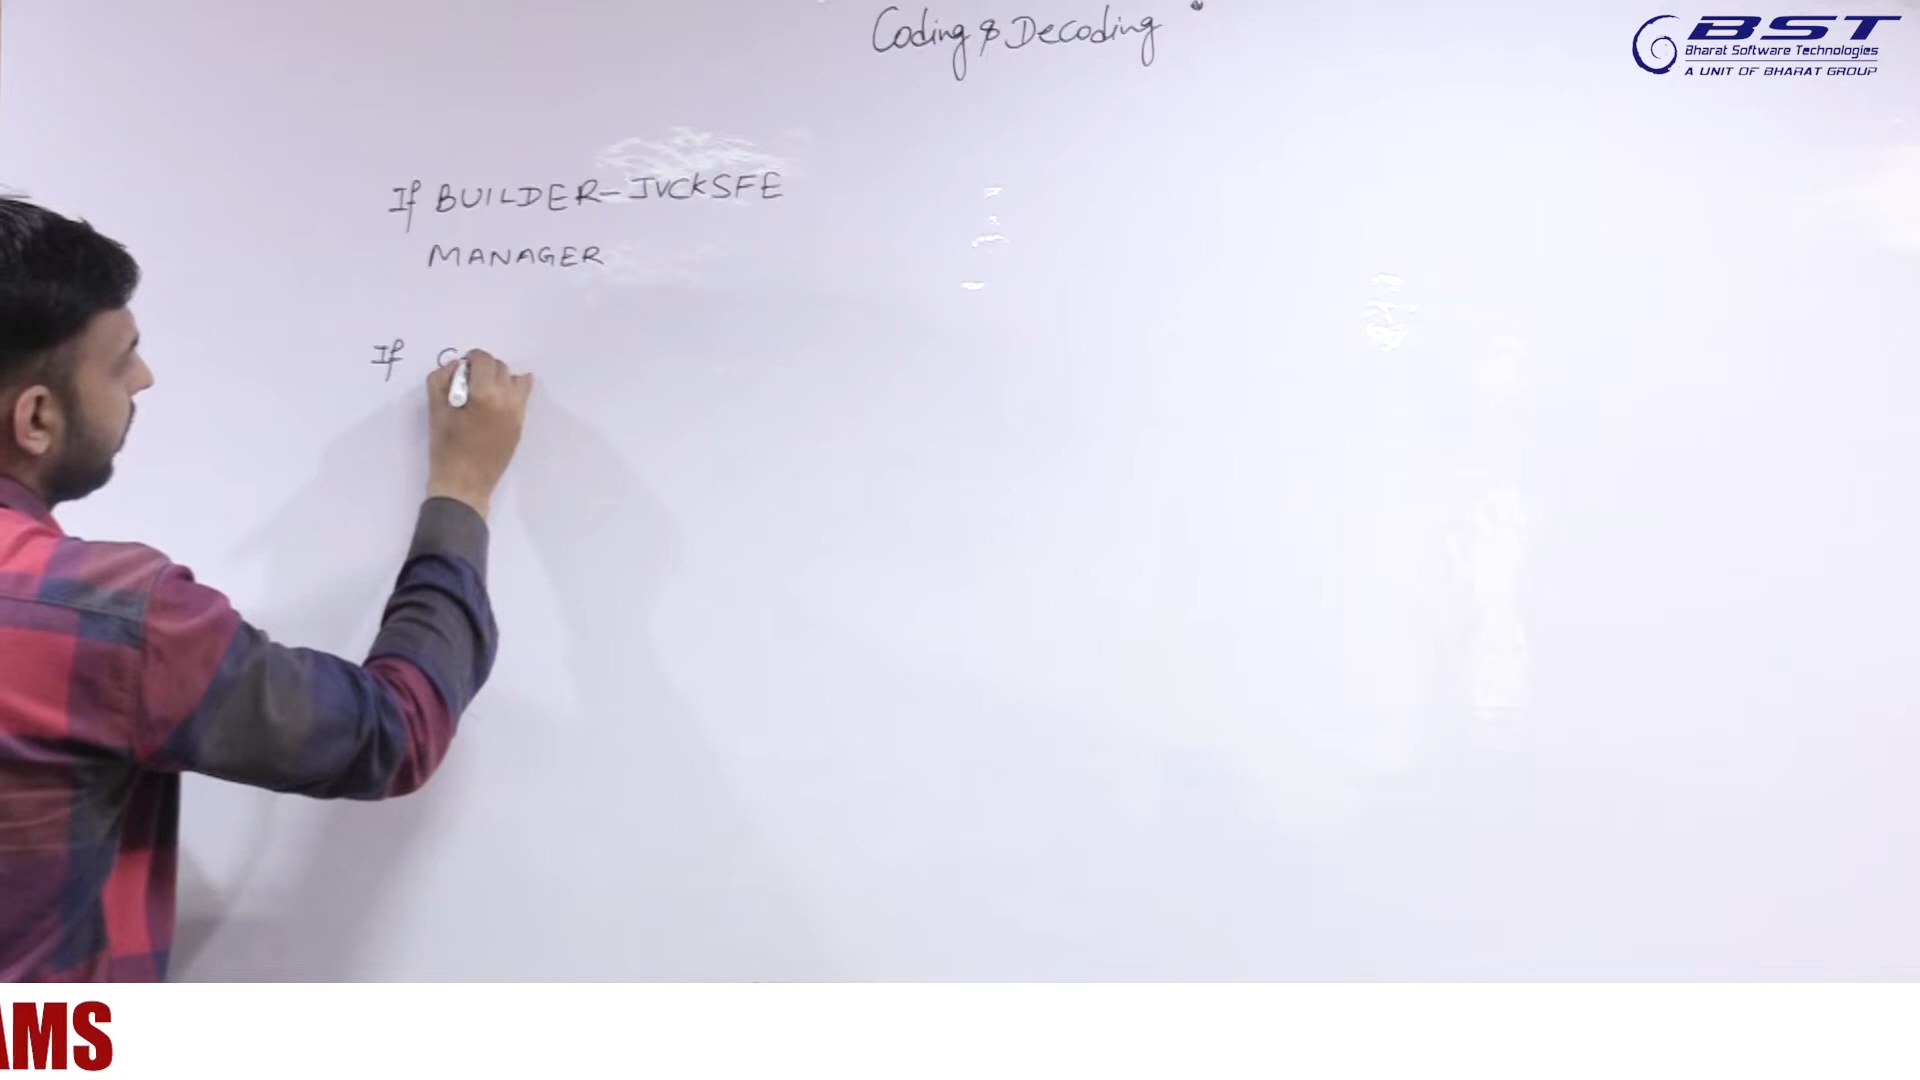 Coding & Decoding
BST
Bharat Software Technologies
A UNIT OF BHARAT GROUP
If BUILDER-JVCKSFE
MANAGER
If
AMS